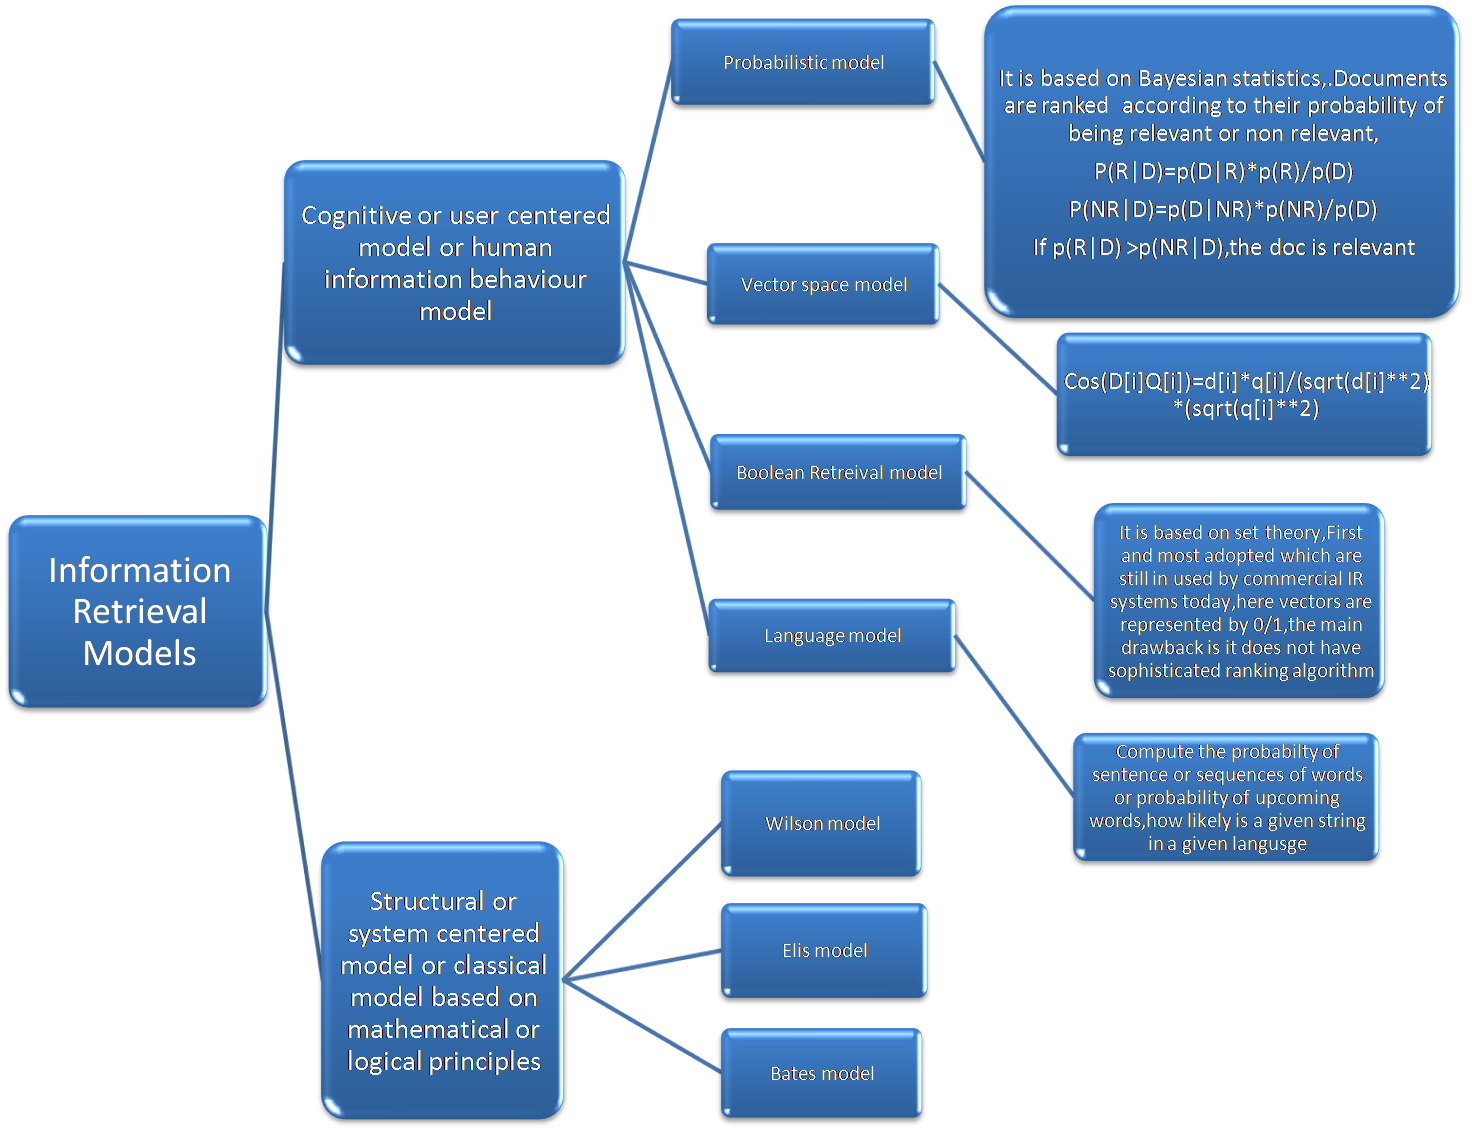 Information
Retrieval
Models
Cognitive or user centered
model or human
information behaviour
model
Probabilistic model
It is based on Bayesian statistics,.Documents
are ranked according to their probability of
being relevant or non relevant,
P(R|D)=p(D|R)*p(R)/p(D)
P(NR|D)=p(D|NR)*p(NR)/p(D)
If p(R|D) >p(NR|D),the doc is relevant
Vector space model
Cos(D[i]Q[i])=d[i]*q[i]/(sqrt(d[i]**2)
*(sqrt(q[i]**2)
Boolean Retreival model
It is based on set theory,First
and most adopted which are
still in used by commercial IR
systems today,here vectors are
represented by 0/1,the main
drawback is it does not have
sophisticated ranking algorithm
Language model
Compute the probabilty of
sentence or sequences of words
or probability of upcoming
words,how likely is a given string
in a given langusge
Structural or
system centered
model or classical
model based on
mathematical or
logical principles
Wilson model
Elis model
Bates model